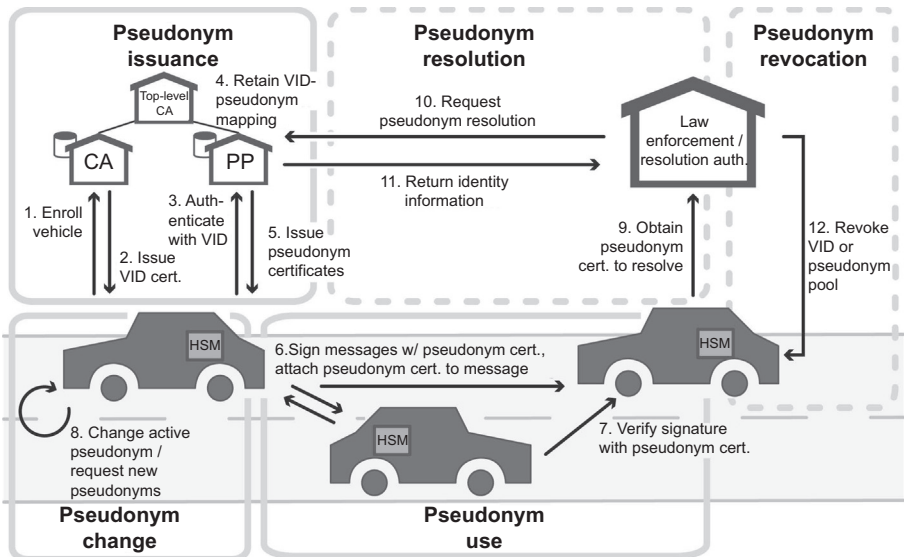 Pseudonym
issuance
Pseudonym
resolution
Pseudonym
revocation
4. Retain VID-
pseudonym
mapping
Top-level
CA
CA
PP
10. Request
pseudonym resolution
Law
enforcement /
resolution auth.
11. Return identity
information
1. Enroll
vehicle
2. Issue
VID cert.
3. Auth-
enticate
with VID
5. Issue
pseudonym
certificates
9. Obtain
pseudonym
cert. to resolve
12. Revoke
VID or
pseudonym
pool
HSM
6.Sign messages w/ pseudonym cert.,
attach pseudonym cert. to message
HSM
HSM
7. Verify signature
with pseudonym cert.
8. Change active
pseudonym /
request new
pseudonyms
Pseudonym
change
Pseudonym
use